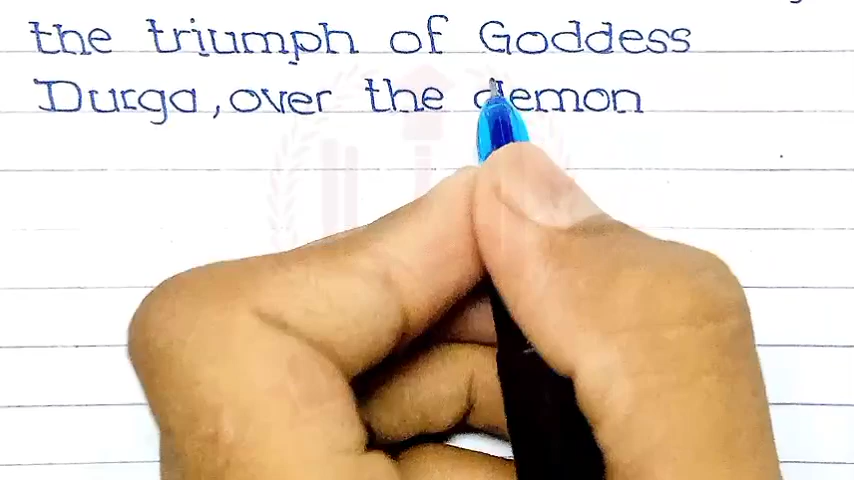 the triumph of Goddess
Durga, over the demon